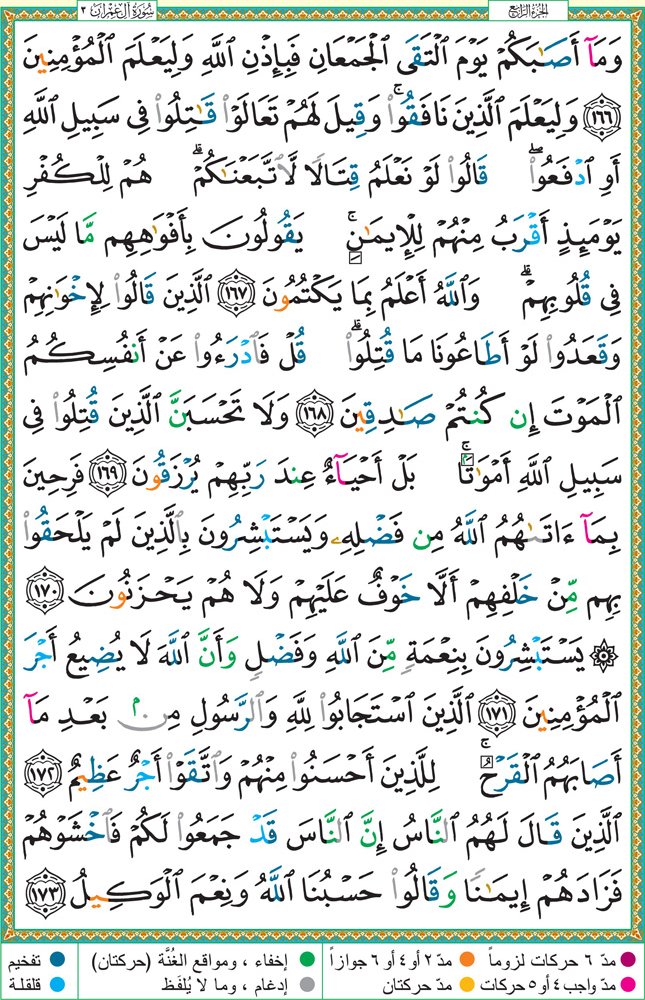 الجزء الرابع
سورة آل عمران ٣
وَمَآ أَصَـٰبَكُمْ يَوْمَ ٱلْتَقَى ٱلْجَمْعَانِ فَبِإِذْنِ ٱللَّهِ وَلِيَعْلَمَ ٱلْمُؤْمِنِينَ
﴿١٦٦﴾ وَلِيَعْلَمَ ٱلَّذِينَ نَافَقُوا۟ ۚ وَقِيلَ لَهُمْ تَعَالَوْا۟ قَـٰتِلُوا۟ فِى سَبِيلِ ٱللَّهِ
أَوِ ٱدْفَعُوا۟ ۖ قَالُوا۟ لَوْ نَعْلَمُ قِتَالًا لَّٱتَّبَعْنَـٰكُمْ ۗ هُمْ لِلْكُفْرِ
يَوْمَئِذٍ أَقْرَبُ مِنْهُمْ لِلْإِيمَـٰنِ ۚ يَقُولُونَ بِأَفْوَٰهِهِم مَّا لَيْسَ
فِى قُلُوبِهِمْ ۗ وَٱللَّهُ أَعْلَمُ بِمَا يَكْتُمُونَ ﴿١٦٧﴾ ٱلَّذِينَ قَالُوا۟ لِإِخْوَٰنِهِمْ
وَقَعَدُوا۟ لَوْ أَطَاعُونَا مَا قُتِلُوا۟ ۗ قُلْ فَٱدْرَءُوا۟ عَنْ أَنفُسِكُمُ
ٱلْمَوْتَ إِن كُنتُمْ صَـٰدِقِينَ ﴿١٦٨﴾ وَلَا تَحْسَبَنَّ ٱلَّذِينَ قُتِلُوا۟ فِى
سَبِيلِ ٱللَّهِ أَمْوَٰتًۢا ۚ بَلْ أَحْيَآءٌ عِندَ رَبِّهِمْ يُرْزَقُونَ ﴿١٦٩﴾ فَرِحِينَ
بِمَآ ءَاتَىٰهُمُ ٱللَّهُ مِن فَضْلِهِۦ وَيَسْتَبْشِرُونَ بِٱلَّذِينَ لَمْ يَلْحَقُوا۟
بِهِم مِّنْ خَلْفِهِمْ أَلَّا خَوْفٌ عَلَيْهِمْ وَلَا هُمْ يَحْزَنُونَ ﴿١٧٠﴾
۞ يَسْتَبْشِرُونَ بِنِعْمَةٍ مِّنَ ٱللَّهِ وَفَضْلٍ وَأَنَّ ٱللَّهَ لَا يُضِيعُ أَجْرَ
ٱلْمُؤْمِنِينَ ﴿١٧١﴾ ٱلَّذِينَ ٱسْتَجَابُوا۟ لِلَّهِ وَٱلرَّسُولِ مِنۢ بَعْدِ مَآ
أَصَابَهُمُ ٱلْقَرْحُ ۚ لِلَّذِينَ أَحْسَنُوا۟ مِنْهُمْ وَٱتَّقَوْا۟ أَجْرٌ عَظِيمٌ ﴿١٧٢﴾
ٱلَّذِينَ قَالَ لَهُمُ ٱلنَّاسُ إِنَّ ٱلنَّاسَ قَدْ جَمَعُوا۟ لَكُمْ فَٱخْشَوْهُمْ
فَزَادَهُمْ إِيمَـٰنًا وَقَالُوا۟ حَسْبُنَا ٱللَّهُ وَنِعْمَ ٱلْوَكِيلُ ﴿١٧٣﴾
مدّ ٦ حركات لزوماً مدّ ٢ أو ٤ أو ٦ جوازاً إخفاء ، ومواقع الغُنَّة (حركتان) تفخيم
مدّ واجب ٤ أو ٥ حركات مدّ حركتان إدغام ، وما لا يُلفَظ قلقلة